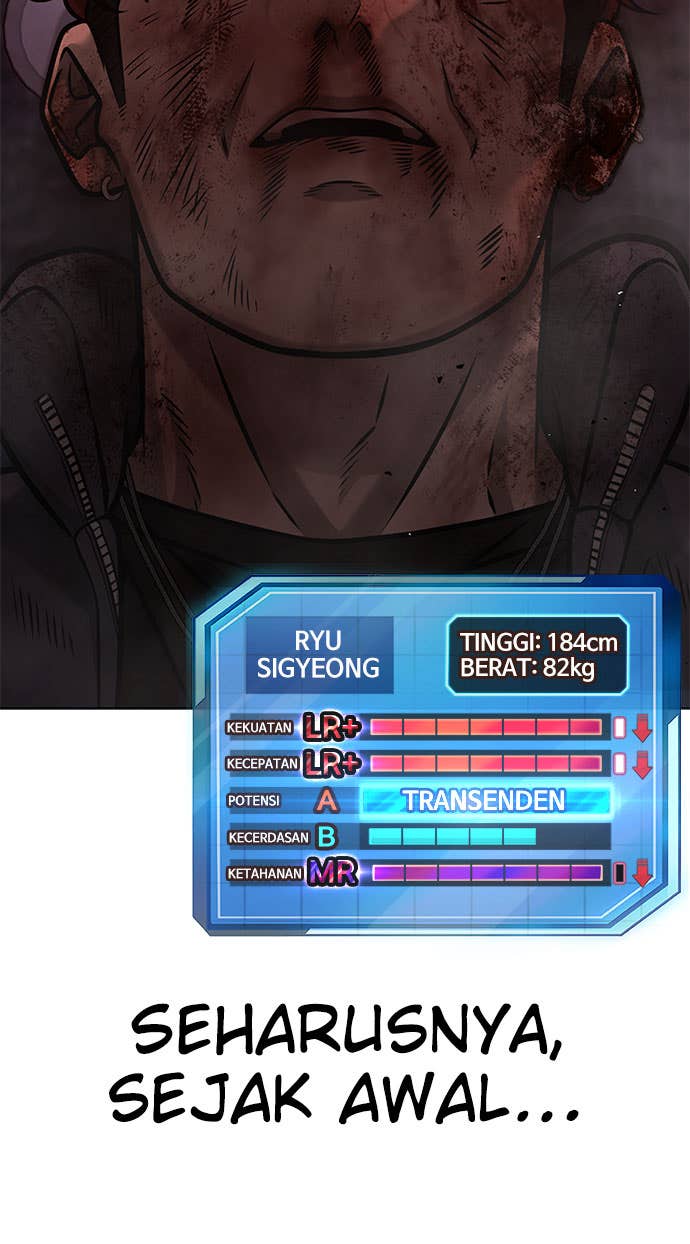 RYU
SIGYEONG
TINGGI: 184cm
BERAT: 82kg
KEKUATAN LR+
KECEPATAN LR+
POTENSI A TRANSENDEN
KECERDASAN B
KETAHANAN MR
SEHARUSNYA,
SEJAK AWAL...